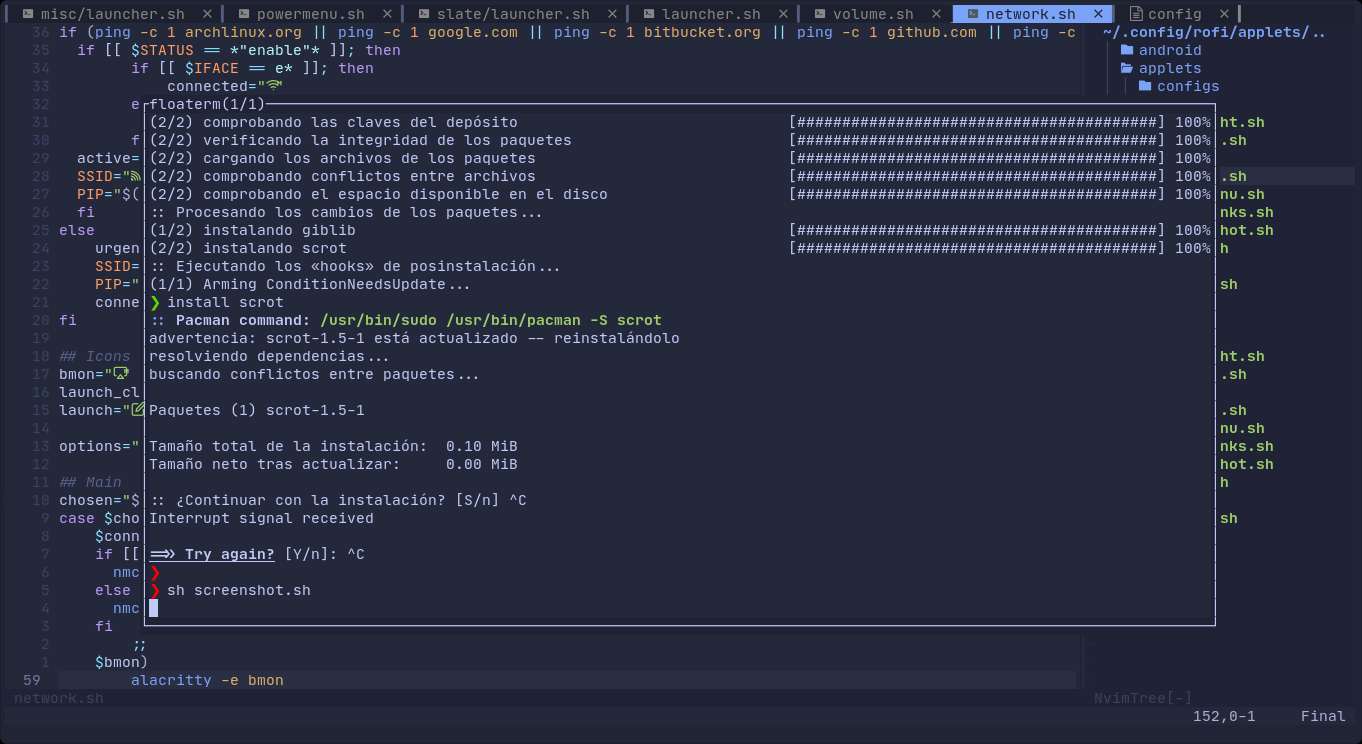 misc/launcher.sh powermenu.sh slate/launcher.sh launcher.sh volume.sh network.sh config
36 if (ping -c 1 archlinux.org || ping -c 1 google.com || ping -c 1 bitbucket.org || ping -c 1 github.com || ping -c
35 if [[ $STATUS == *"enable"* ]]; then
34 if [[ $IFACE == e* ]]; then
33 connected="
32 e
31
30 f
29 active=
28 SSID="
27 PIP="$(
26 fi
25 else
24 urgen
23 SSID=
22 PIP="
21 conne
20 fi
19
18 ## Icons
17 bmon="
16 launch_cl
15 launch="
14
13 options="
12
11 ## Main
10 chosen="$
9 case $cho
8 $conn
7 if [[
6 nmc
5 else
4 nmc
3 fi
2 ;;
1 $bmon)
59 alacritty -e bmon
floaterm(1/1)
(2/2) comprobando las claves del depósito [########################################] 100%
(2/2) verificando la integridad de los paquetes [########################################] 100%
(2/2) cargando los archivos de los paquetes [########################################] 100%
(2/2) comprobando conflictos entre archivos [########################################] 100%
(2/2) comprobando el espacio disponible en el disco [########################################] 100%
:: Procesando los cambios de los paquetes...
(1/2) instalando giblib [########################################] 100%
(2/2) instalando scrot [########################################] 100%
:: Ejecutando los «hooks» de posinstalación...
(1/1) Arming ConditionNeedsUpdate...
❯ install scrot
:: Pacman command: /usr/bin/sudo /usr/bin/pacman -S scrot
advertencia: scrot-1.5-1 está actualizado -- reinstalándolo
resolviendo dependencias...
buscando conflictos entre paquetes...
Paquetes (1) scrot-1.5-1
Tamaño total de la instalación: 0.10 MiB
Tamaño neto tras actualizar: 0.00 MiB
:: ¿Continuar con la instalación? [S/n] ^C
Interrupt signal received
==>> Try again? [Y/n]: ^C
❯
❯ sh screenshot.sh
~/.config/rofi/applets/..
android
applets
configs
ht.sh
.sh
.sh
nu.sh
nks.sh
hot.sh
h
sh
ht.sh
.sh
.sh
nu.sh
nks.sh
hot.sh
h
sh
network.sh NvimTree[-]
152,0-1 Final